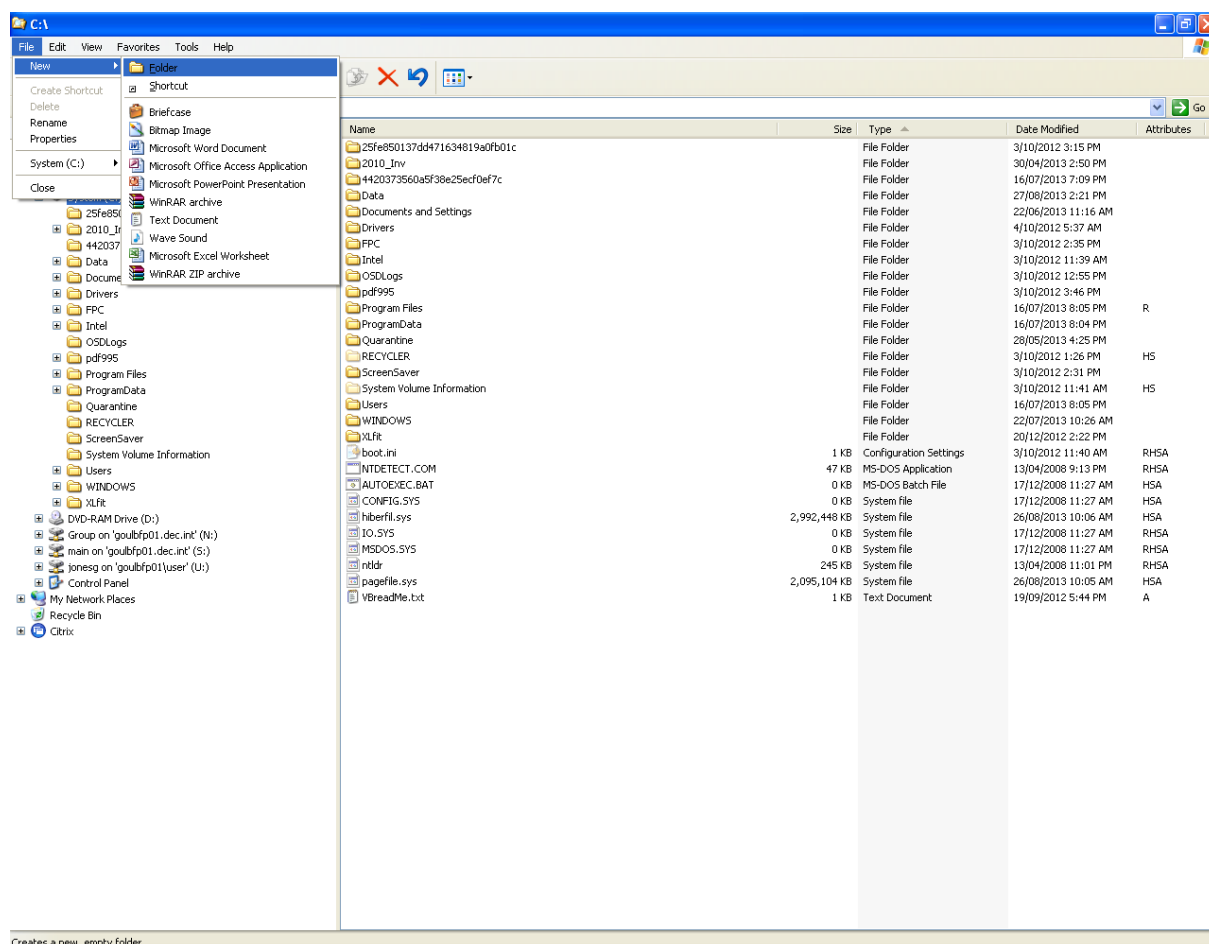 C:\
File Edit View Favorites Tools Help
New
Create Shortcut
Delete
Rename
Properties
System (C:)
Close
Folder
Shortcut
Briefcase
Bitmap Image
Microsoft Word Document
Microsoft Office Access Application
Microsoft PowerPoint Presentation
WinRAR archive
Text Document
Wave Sound
Microsoft Excel Worksheet
WinRAR ZIP archive
Go
25fe850
2010_I
442037
Data
Docume
Drivers
FPC
Intel
OSDLogs
pdf995
Program Files
ProgramData
Quarantine
RECYCLER
ScreenSaver
System Volume Information
Users
WINDOWS
XLfit
DVD-RAM Drive (D:)
Group on 'goulbfp01.dec.int' (N:)
main on 'goulbfp01.dec.int' (S:)
jonesg on 'goulbfp01\user' (U:)
Control Panel
My Network Places
Recycle Bin
Citrix
Name Size Type Date Modified Attributes
25fe850137dd471634819a0fb01c File Folder 3/10/2012 3:15 PM
2010_Inv File Folder 30/04/2013 2:50 PM
4420373560a5f38e25ecf0ef7c File Folder 16/07/2013 7:09 PM
Data File Folder 27/08/2013 2:21 PM
Documents and Settings File Folder 22/06/2013 11:16 AM
Drivers File Folder 4/10/2012 5:37 AM
FPC File Folder 3/10/2012 2:35 PM
Intel File Folder 3/10/2012 11:39 AM
OSDLogs File Folder 3/10/2012 12:55 PM
pdf995 File Folder 3/10/2012 3:46 PM
Program Files File Folder 16/07/2013 8:05 PM R
ProgramData File Folder 16/07/2013 8:04 PM
Quarantine File Folder 28/05/2013 4:25 PM
RECYCLER File Folder 3/10/2012 1:26 PM HS
ScreenSaver File Folder 3/10/2012 2:31 PM
System Volume Information File Folder 3/10/2012 11:41 AM HS
Users File Folder 16/07/2013 8:05 PM
WINDOWS File Folder 22/07/2013 10:26 AM
XLfit File Folder 20/12/2012 2:22 PM
boot.ini 1 KB Configuration Settings 3/10/2012 11:40 AM RHSA
NTDETECT.COM 47 KB MS-DOS Application 13/04/2008 9:13 PM RHSA
AUTOEXEC.BAT 0 KB MS-DOS Batch File 17/12/2008 11:27 AM HSA
CONFIG.SYS 0 KB System file 17/12/2008 11:27 AM HSA
hiberfil.sys 2,992,448 KB System file 26/08/2013 10:06 AM HSA
IO.SYS 0 KB System file 17/12/2008 11:27 AM RHSA
MSDOS.SYS 0 KB System file 17/12/2008 11:27 AM RHSA
ntldr 245 KB System file 13/04/2008 11:01 PM RHSA
pagefile.sys 2,095,104 KB System file 26/08/2013 10:05 AM HSA
VBreadMe.txt 1 KB Text Document 19/09/2012 5:44 PM A
Creates a new, empty folder